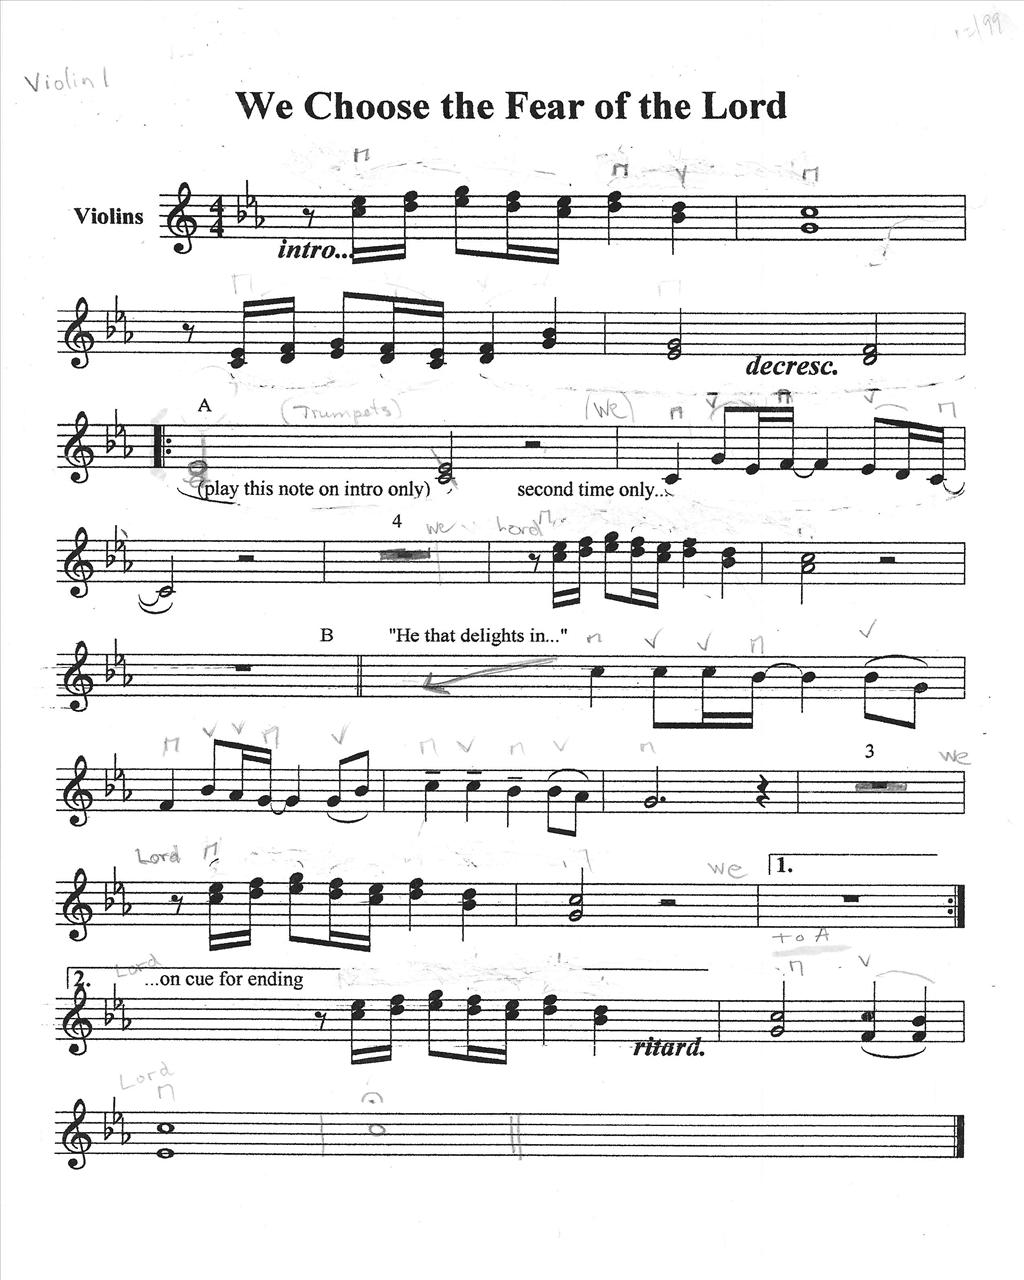 Violin 1
We Choose the Fear of the Lord
Violins
intro...
decresc.
A (Trumpets) (We)
(play this note on intro only) second time only...
4 we Lord
B "He that delights in..."
3 we
Lord we 1.
to A
2. Lord ...on cue for ending
ritard.
Lord